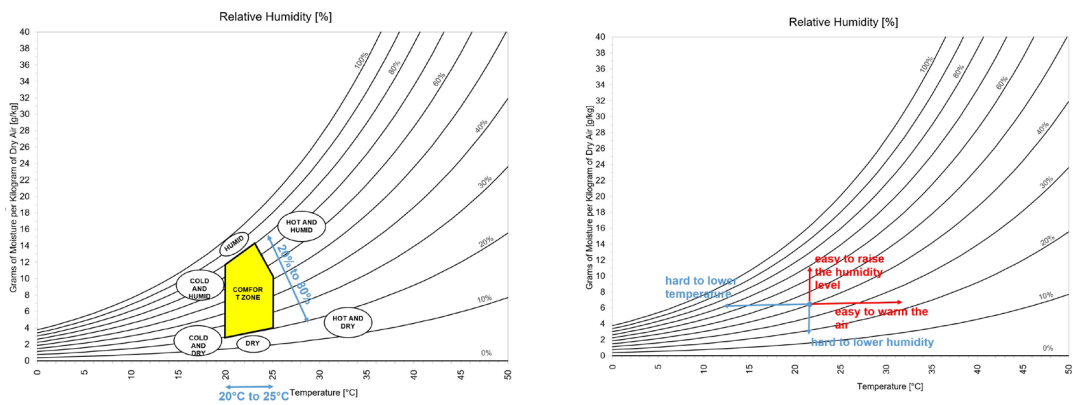 Relative Humidity [%]
Grams of Moisture per Kilogram of Dry Air [g/kg]
40
38
36
34
32
30
28
26
24
22
20
18
16
14
12
10
8
6
4
2
0
100%
80%
60%
40%
30%
20%
10%
0%
HOT AND
HUMID
HUMID
20% to 80%
COLD
AND
HUMID
COMFOR
T ZONE
HOT AND
DRY
COLD
AND
DRY
DRY
0
5
10
15
20
25
30
35
40
45
50
20°C to 25°C
Temperature [°C]
Relative Humidity [%]
Grams of Moisture per Kilogram of Dry Air [g/kg]
40
38
36
34
32
30
28
26
24
22
20
18
16
14
12
10
8
6
4
2
0
100%
80%
60%
40%
30%
20%
10%
0%
easy to raise
the humidity
level
hard to lower
temperature
easy to warm the
air
hard to lower humidity
0
5
10
15
20
25
30
35
40
45
50
Temperature [°C]